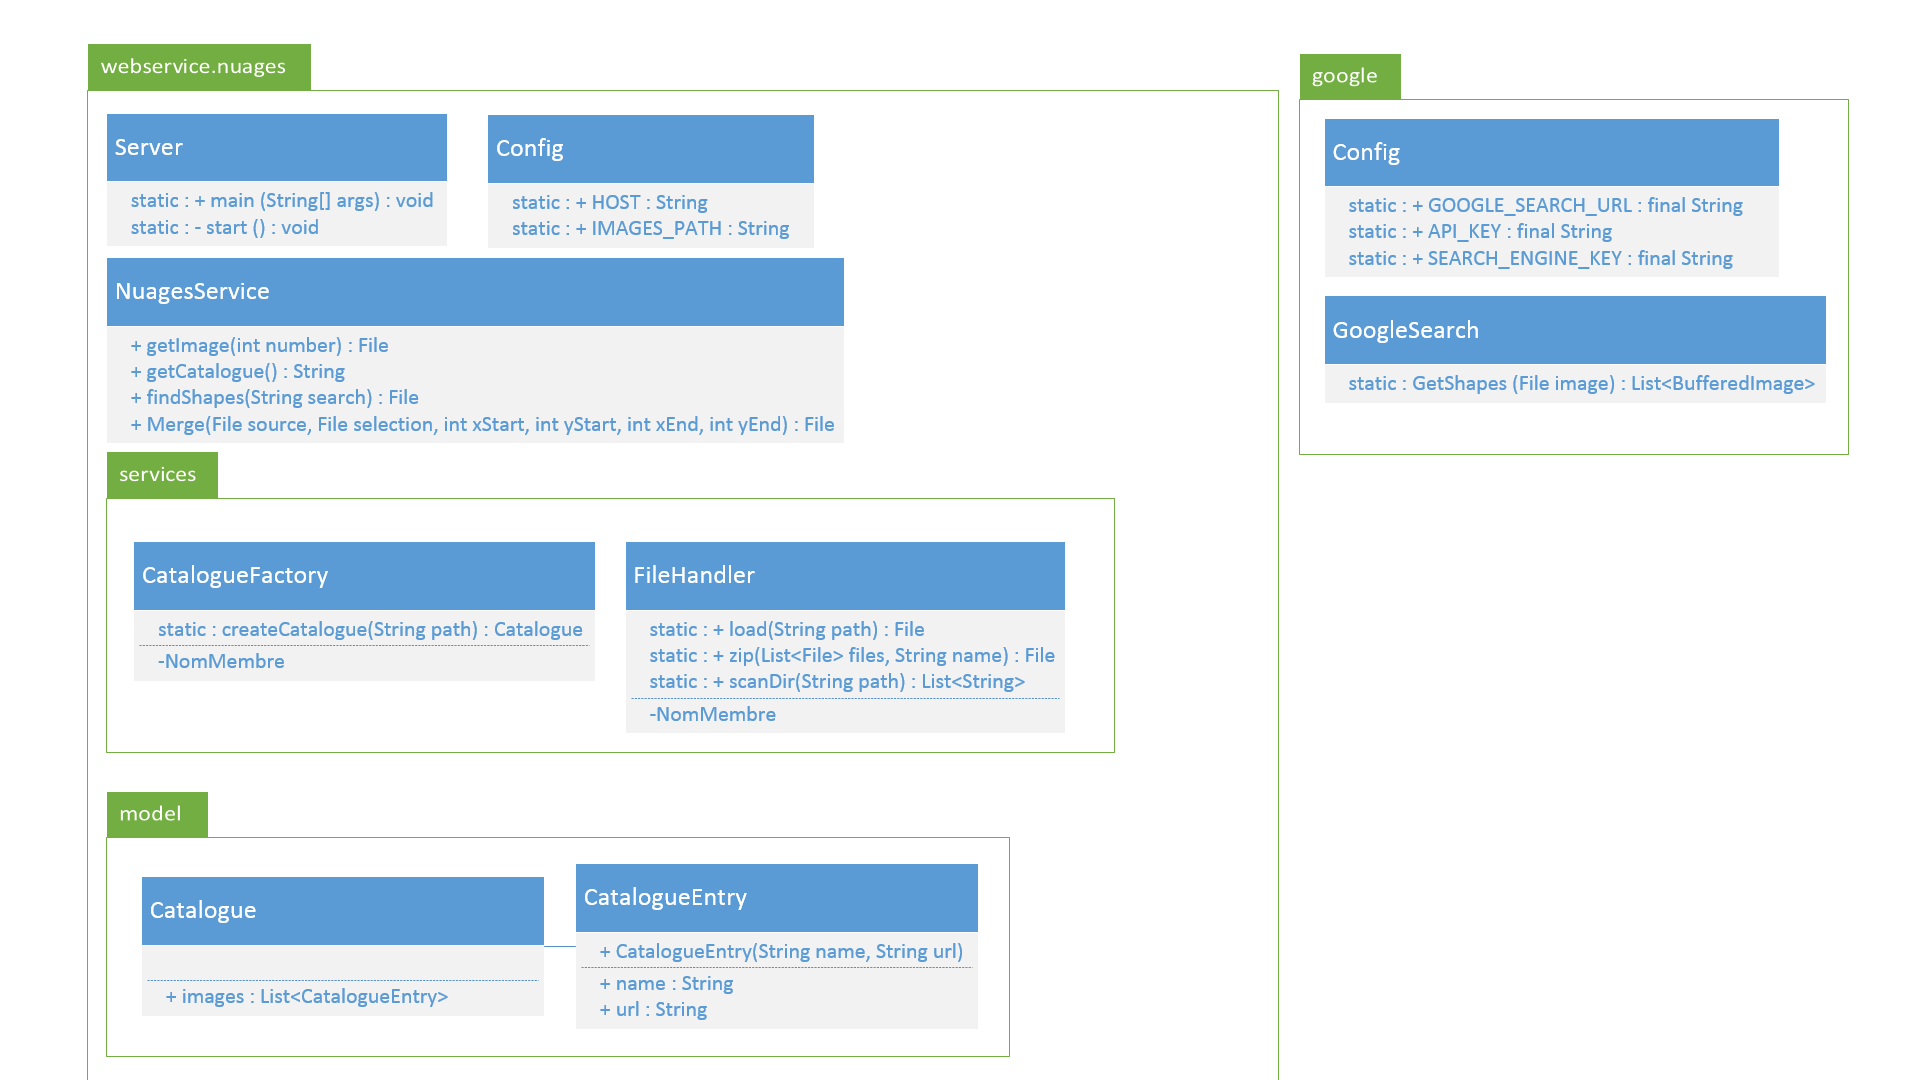 webservice.nuages
Server
static : + main (String[] args) : void
static : - start () : void
Config
static : + HOST : String
static : + IMAGES_PATH : String
NuagesService
+ getImage(int number) : File
+ getCatalogue() : String
+ findShapes(String search) : File
+ Merge(File source, File selection, int xStart, int yStart, int xEnd, int yEnd) : File
services
CatalogueFactory
static : createCatalogue(String path) : Catalogue
-NomMembre
FileHandler
static : + load(String path) : File
static : + zip(List<File> files, String name) : File
static : + scanDir(String path) : List<String>
-NomMembre
model
Catalogue
+ images : List<CatalogueEntry>
CatalogueEntry
+ CatalogueEntry(String name, String url)
+ name : String
+ url : String
google
Config
static : + GOOGLE_SEARCH_URL : final String
static : + API_KEY : final String
static : + SEARCH_ENGINE_KEY : final String
GoogleSearch
static : GetShapes (File image) : List<BufferedImage>